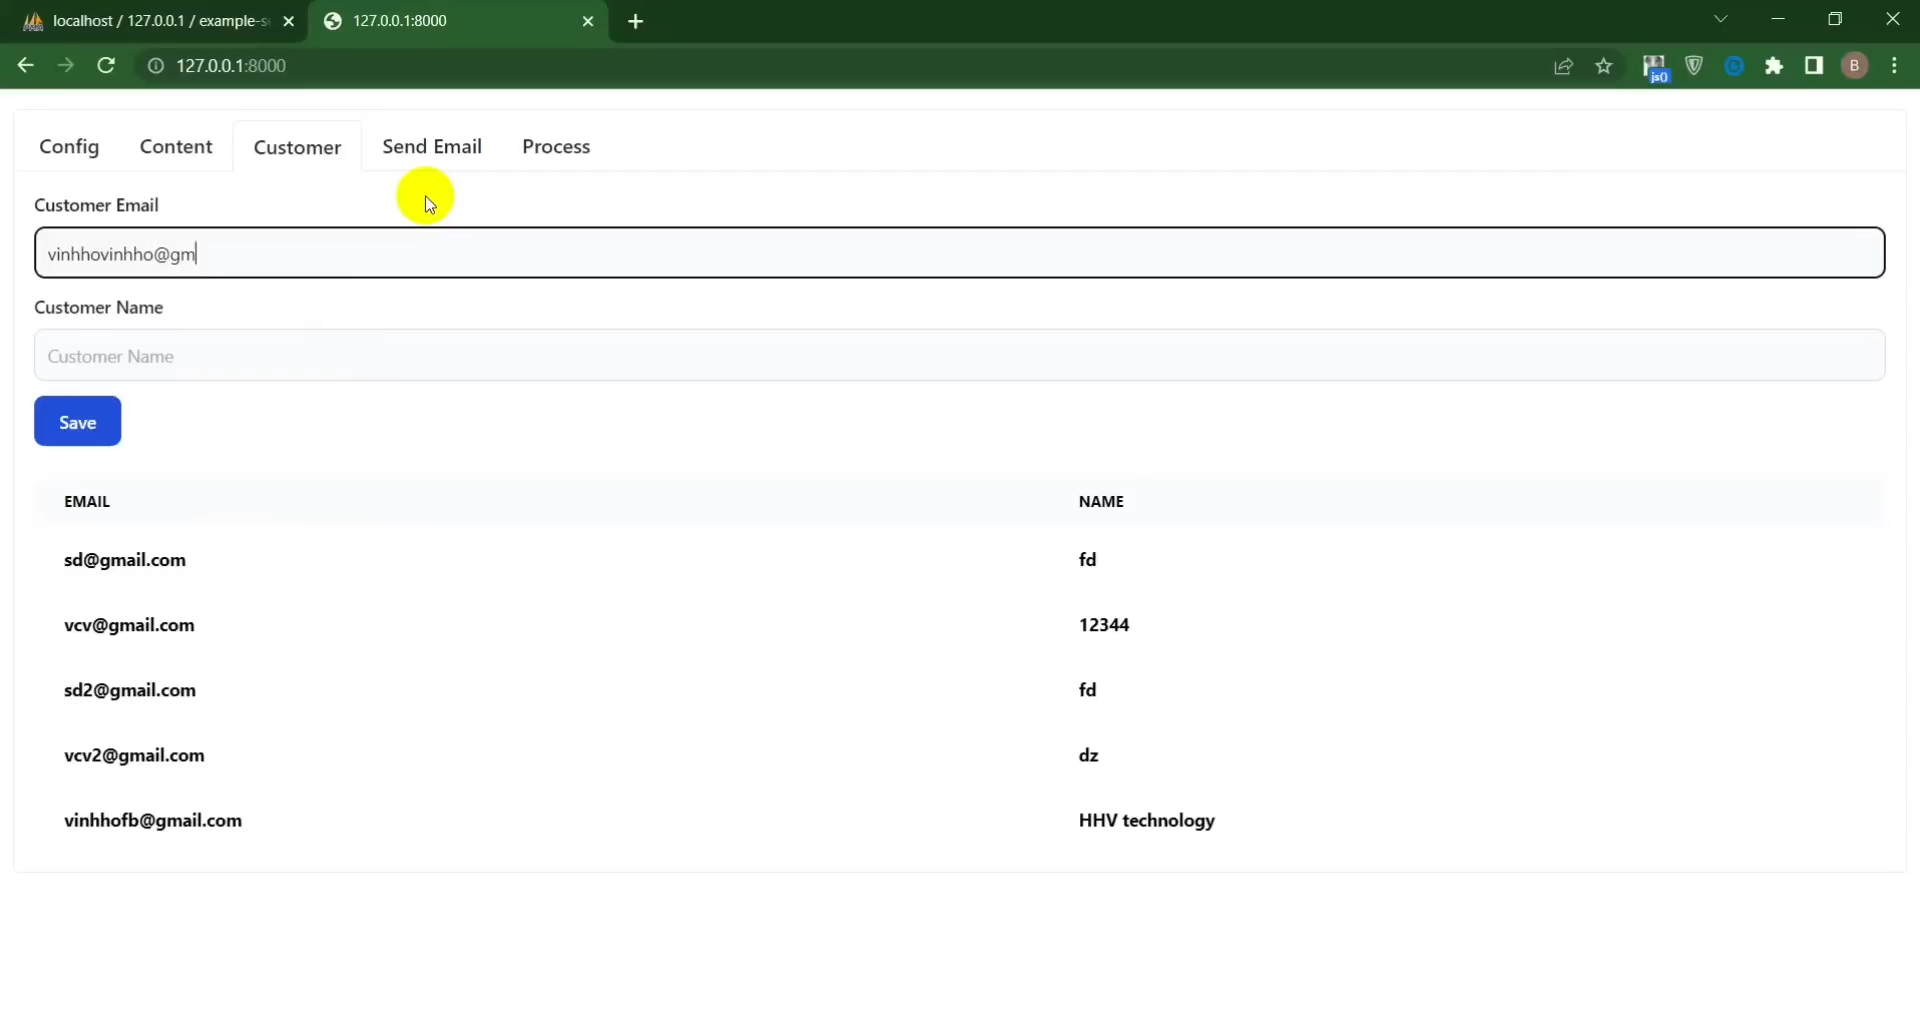 localhost / 127.0.0.1 / example-s
127.0.0.1:8000
127.0.0.1:8000
js()
B
Config Content Customer Send Email Process
Customer Email
vinhhovinhho@gm
Customer Name
Customer Name
Save
EMAIL NAME
sd@gmail.com fd
vcv@gmail.com 12344
sd2@gmail.com fd
vcv2@gmail.com dz
vinhhofb@gmail.com HHV technology